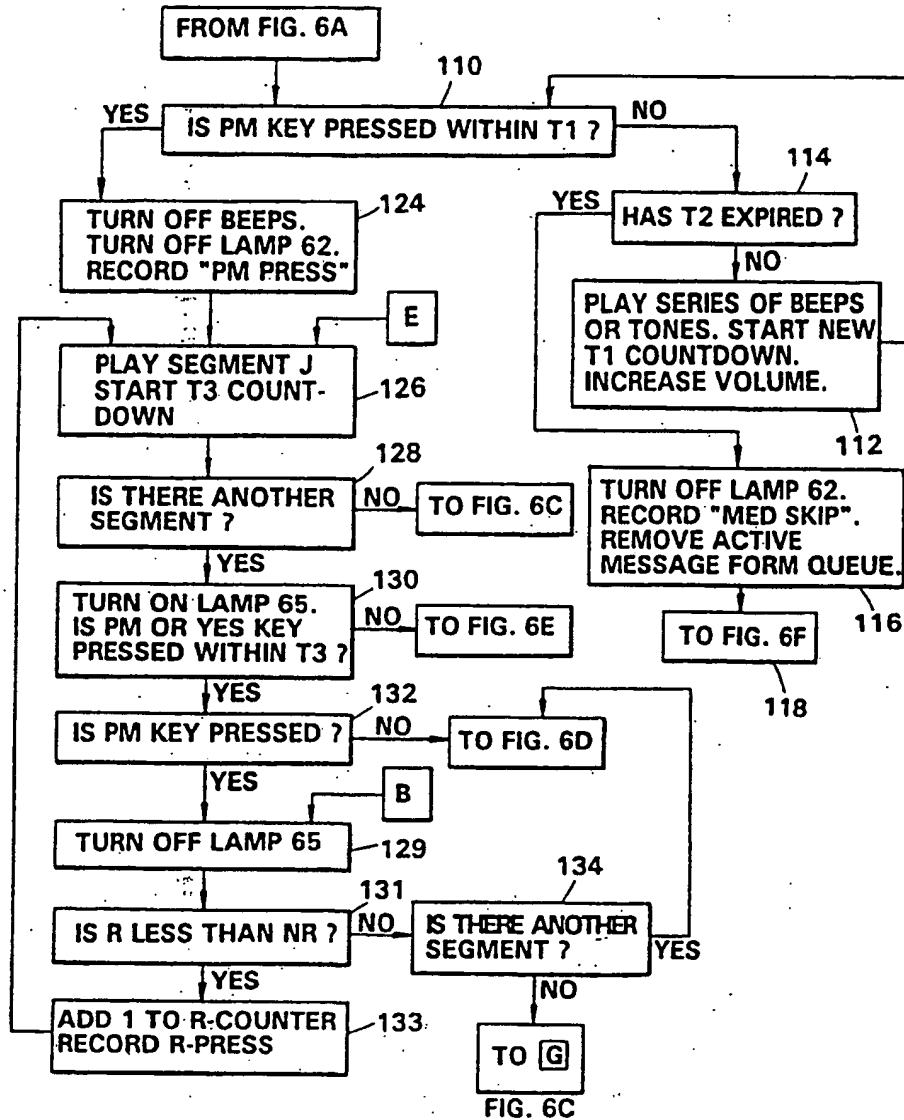 FROM FIG. 6A
110
IS PM KEY PRESSED WITHIN T1 ?
YES
NO
114
HAS T2 EXPIRED ?
YES
NO
124
TURN OFF BEEPS.
TURN OFF LAMP 62.
RECORD "PM PRESS"
E
PLAY SERIES OF BEEPS
OR TONES. START NEW
T1 COUNTDOWN.
INCREASE VOLUME.
112
PLAY SEGMENT J
START T3 COUNT-
DOWN
126
128
IS THERE ANOTHER
SEGMENT ?
NO
TO FIG. 6C
YES
TURN OFF LAMP 62.
RECORD "MED SKIP".
REMOVE ACTIVE
MESSAGE FORM QUEUE.
116
TO FIG. 6F
118
130
TURN ON LAMP 65.
IS PM OR YES KEY
PRESSED WITHIN T3 ?
NO
TO FIG. 6E
YES
132
IS PM KEY PRESSED ?
NO
TO FIG. 6D
YES
B
TURN OFF LAMP 65
129
131
IS R LESS THAN NR ?
NO
134
IS THERE ANOTHER
SEGMENT ?
YES
YES
NO
ADD 1 TO R-COUNTER
RECORD R-PRESS
133
TO G
FIG. 6C